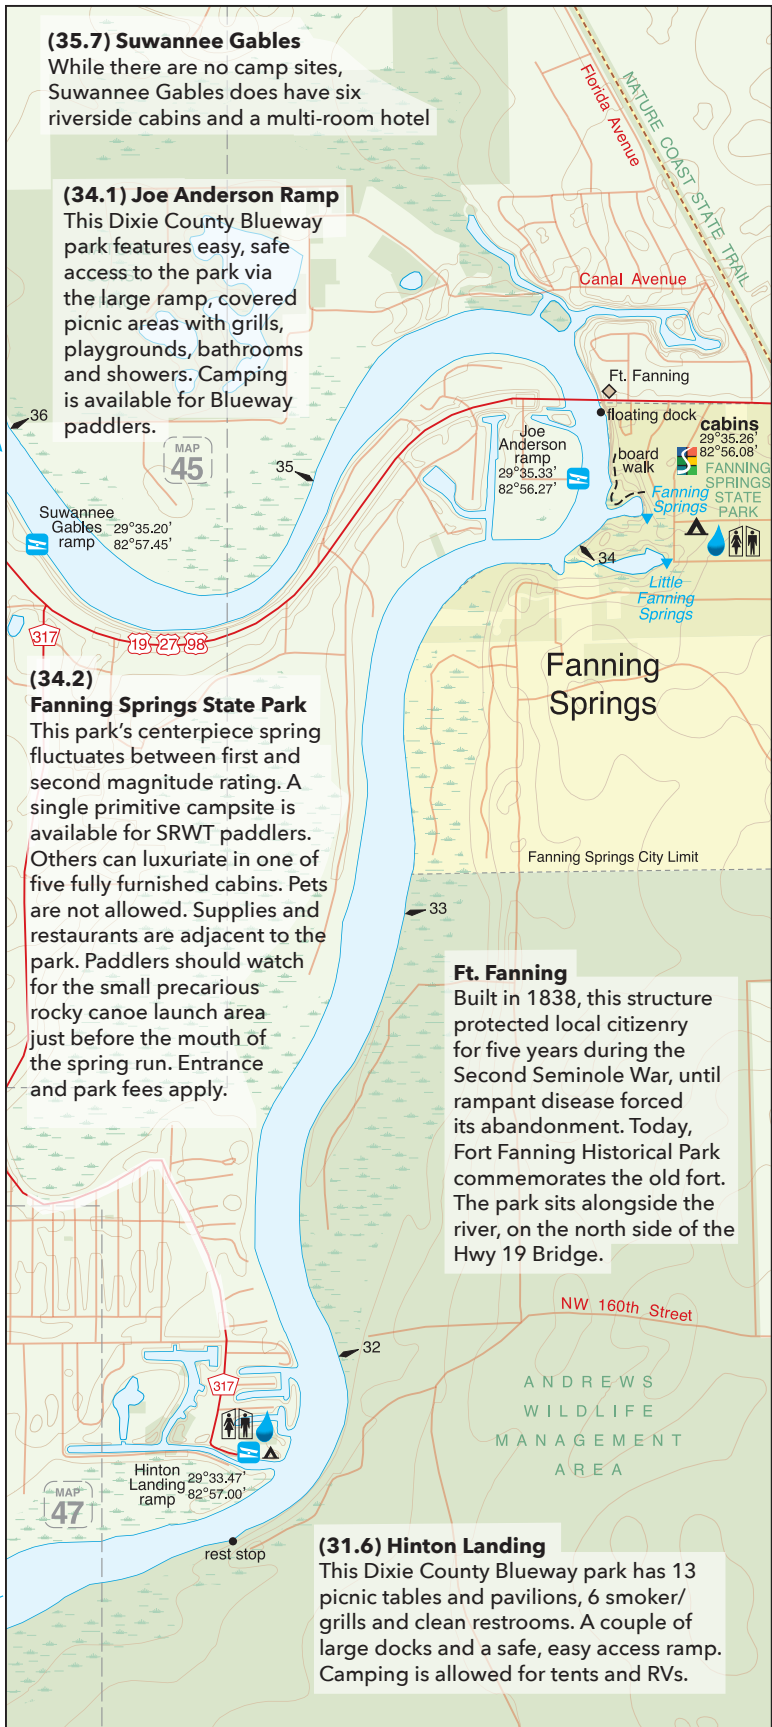 (35.7) Suwannee Gables
While there are no camp sites,
Suwannee Gables does have six
riverside cabins and a multi-room hotel
Florida Avenue
NATURE COAST STATE TRAIL
(34.1) Joe Anderson Ramp
This Dixie County Blueway
park features easy, safe
access to the park via
the large ramp, covered
picnic areas with grills,
playgrounds, bathrooms
and showers. Camping
is available for Blueway
paddlers.
Canal Avenue
Ft. Fanning
floating dock
cabins
29°35.26'
82°56.08'
FANNING
SPRINGS
STATE
PARK
board
walk
Fanning
Springs
Joe
Anderson
ramp
29°35.33'
82°56.27'
36
MAP
45
35
Suwannee
Gables
ramp
29°35.20'
82°57.45'
34
Little
Fanning
Springs
317
19 27 98
Fanning
Springs
(34.2)
Fanning Springs State Park
This park's centerpiece spring
fluctuates between first and
second magnitude rating. A
single primitive campsite is
available for SRWT paddlers.
Others can luxuriate in one of
five fully furnished cabins. Pets
are not allowed. Supplies and
restaurants are adjacent to the
park. Paddlers should watch
for the small precarious
rocky canoe launch area
just before the mouth of
the spring run. Entrance
and park fees apply.
Fanning Springs City Limit
33
Ft. Fanning
Built in 1838, this structure
protected local citizenry
for five years during the
Second Seminole War, until
rampant disease forced
its abandonment. Today,
Fort Fanning Historical Park
commemorates the old fort.
The park sits alongside the
river, on the north side of the
Hwy 19 Bridge.
NW 160th Street
32
317
ANDREWS
WILDLIFE
MANAGEMENT
AREA
Hinton
Landing
ramp
29°33.47'
82°57.00'
MAP
47
rest stop
(31.6) Hinton Landing
This Dixie County Blueway park has 13
picnic tables and pavilions, 6 smoker/
grills and clean restrooms. A couple of
large docks and a safe, easy access ramp.
Camping is allowed for tents and RVs.